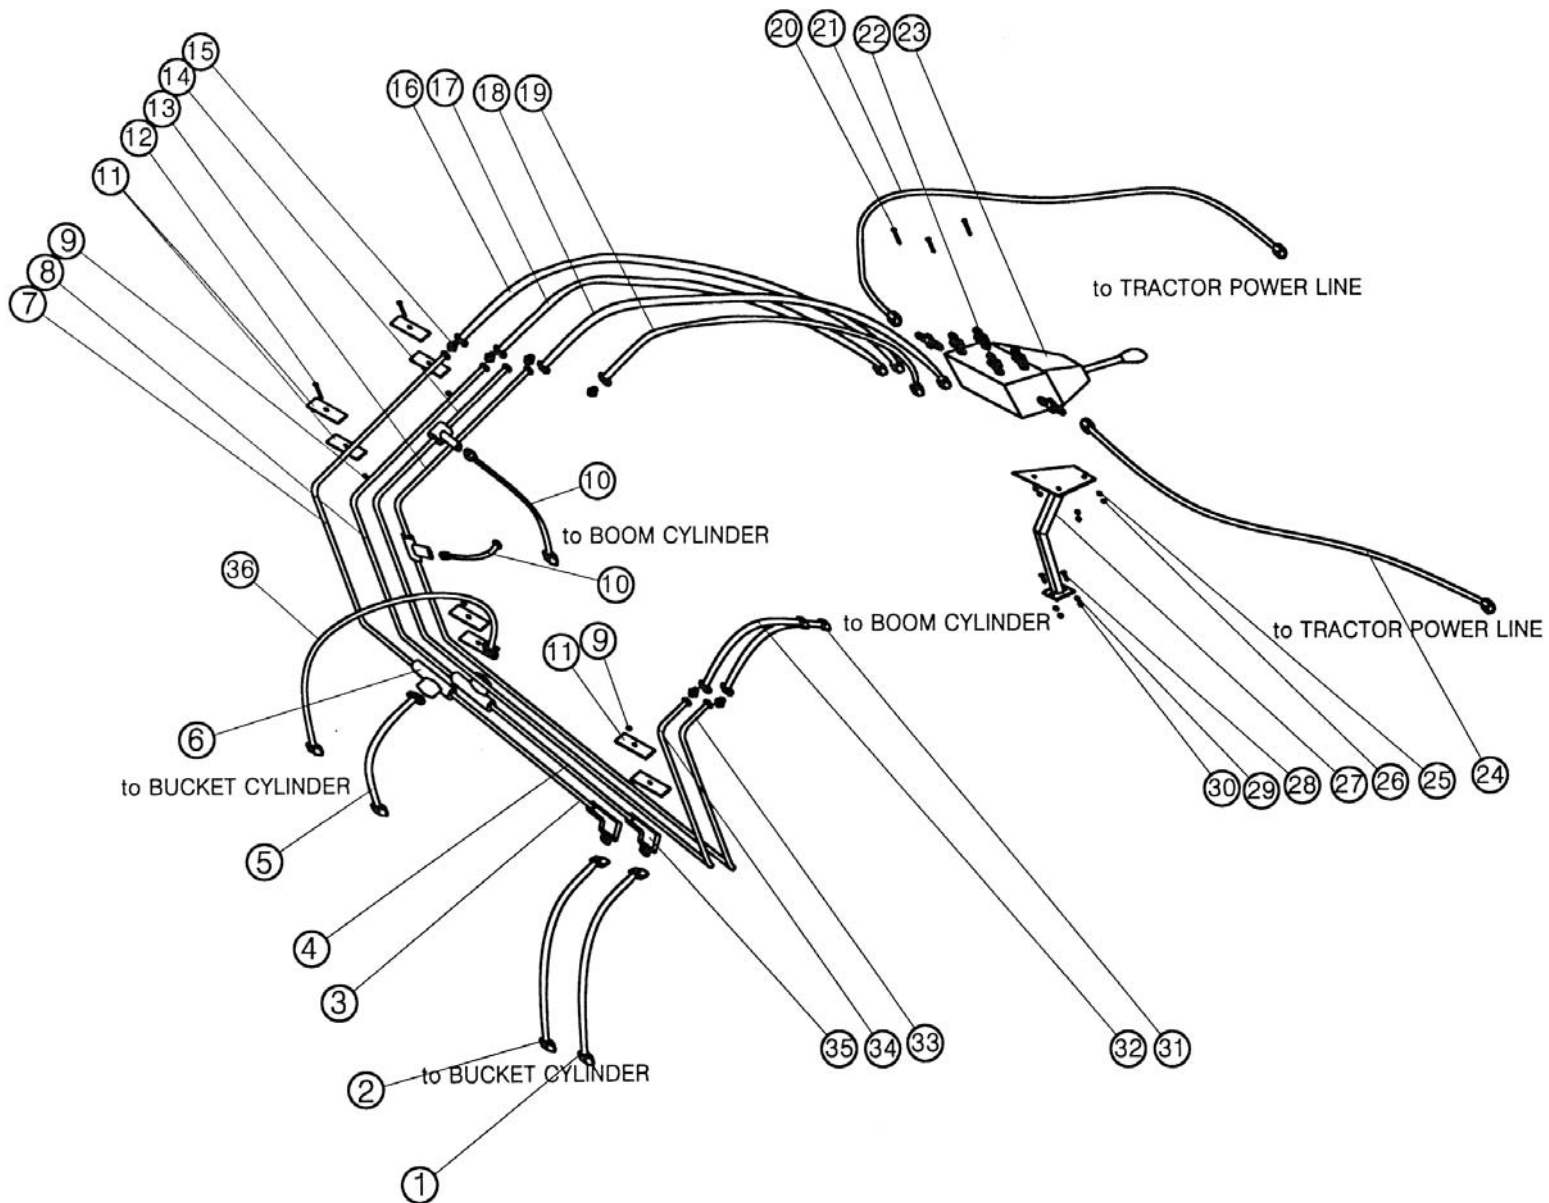 20 21 22 23
15
14
13
12
11
16 17 18 19
9
8
7
to TRACTOR POWER LINE
10
to BOOM CYLINDER
36
10
to BOOM CYLINDER
to TRACTOR POWER LINE
11 9
6
to BUCKET CYLINDER
30 29 28 27 26 25 24
5
4
3
35 34 33 32 31
2
to BUCKET CYLINDER
1